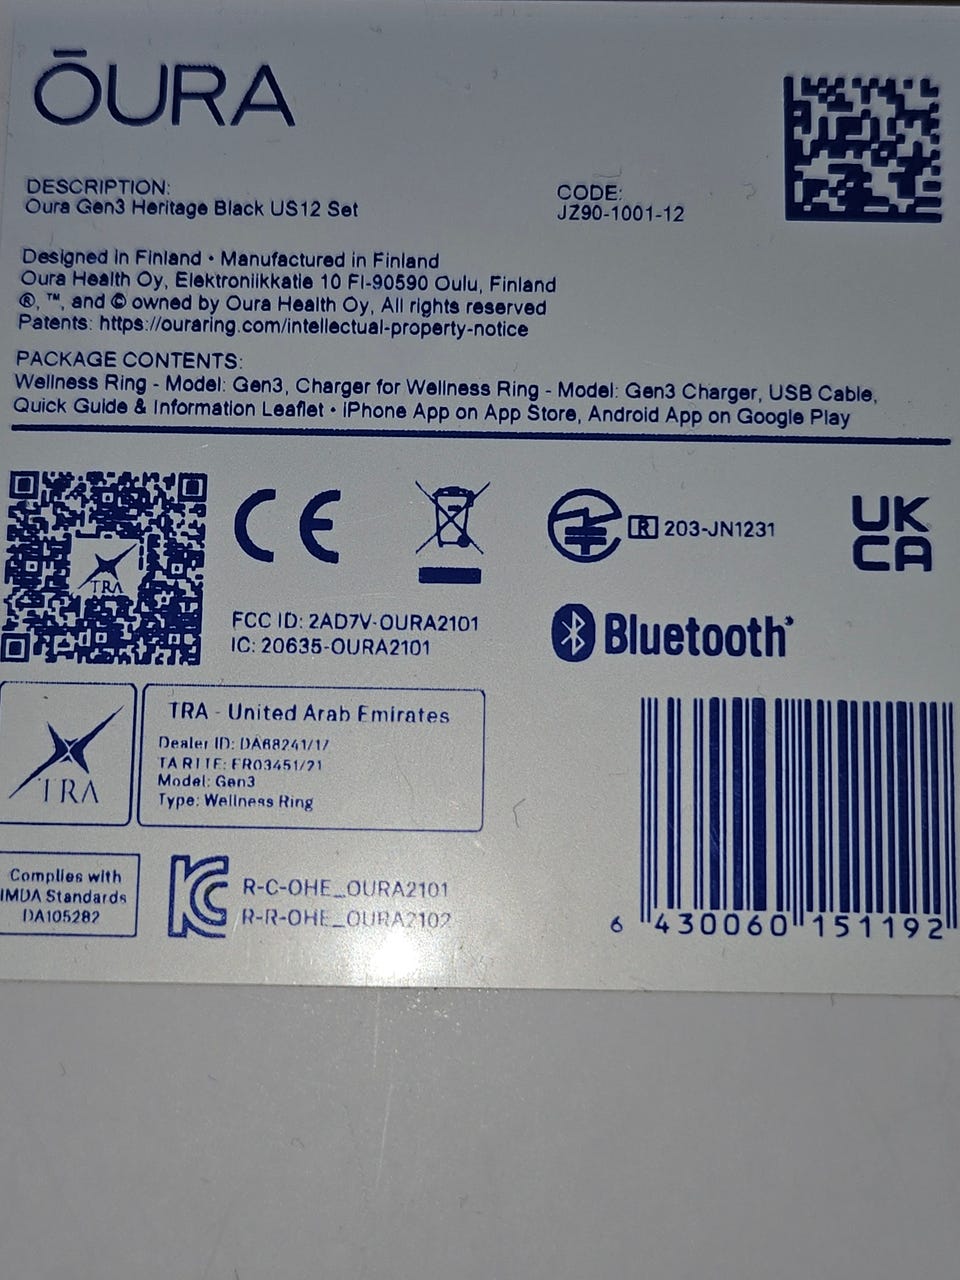 ŌURA
DESCRIPTION:
Oura Gen3 Heritage Black US12 Set
CODE:
JZ90-1001-12
Designed in Finland • Manufactured in Finland
Oura Health Oy, Elektroniikkatie 10 FI-90590 Oulu, Finland
®, ™, and © owned by Oura Health Oy, All rights reserved
Patents: https://ouraring.com/intellectual-property-notice
PACKAGE CONTENTS:
Wellness Ring - Model: Gen3, Charger for Wellness Ring - Model: Gen3 Charger, USB Cable,
Quick Guide & Information Leaflet • iPhone App on App Store, Android App on Google Play
TRA
CE
R 203-JN1231
UK
CA
FCC ID: 2AD7V-OURA2101
IC: 20635-OURA2101
Bluetooth®
TRA
TRA - United Arab Emirates
Dealer ID: DA68241/17
TA RTTE: ER03451/21
Model: Gen3
Type: Wellness Ring
Complies with
IMDA Standards
DA105282
KC
R-C-OHE_OURA2101
R-R-OHE_OURA2102
6 430060 151192